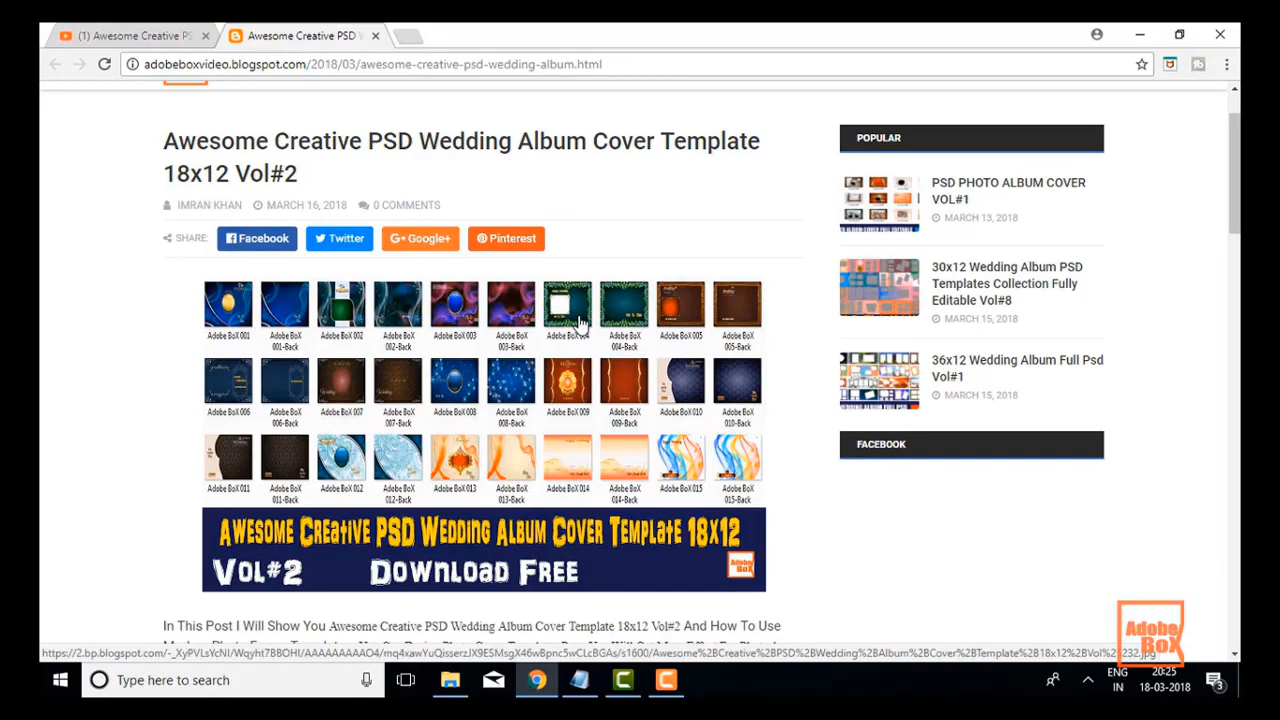 (1) Awesome Creative PS
Awesome Creative PSD W
adobeboxvideo.blogspot.com/2018/03/awesome-creative-psd-wedding-album.html
Awesome Creative PSD Wedding Album Cover Template
18x12 Vol#2
IMRAN KHAN MARCH 16, 2018 0 COMMENTS
SHARE: Facebook Twitter G+ Google+ Pinterest
Adobe BoX 001 Adobe BoX 001-Back Adobe BoX 002 Adobe BoX 002-Back Adobe BoX 003 Adobe BoX 003-Back Adobe BoX 004-Back Adobe BoX 005 Adobe BoX 005-Back
Adobe BoX 006 Adobe BoX 006-Back Adobe BoX 007 Adobe BoX 007-Back Adobe BoX 008 Adobe BoX 008-Back Adobe BoX 009 Adobe BoX 009-Back Adobe BoX 010 Adobe BoX 010-Back
Adobe BoX 011 Adobe BoX 011-Back Adobe BoX 012 Adobe BoX 012-Back Adobe BoX 013 Adobe BoX 013-Back Adobe BoX 014 Adobe BoX 014-Back Adobe BoX 015 Adobe BoX 015-Back
Awesome Creative PSD Wedding Album Cover Template 18x12
Vol#2 Download Free
Adobe BoX
In This Post I Will Show You Awesome Creative PSD Wedding Album Cover Template 18x12 Vol#2 And How To Use
POPULAR
PSD PHOTO ALBUM COVER
VOL#1
MARCH 13, 2018
30x12 Wedding Album PSD
Templates Collection Fully
Editable Vol#8
MARCH 15, 2018
36x12 Wedding Album Full Psd
Vol#1
MARCH 15, 2018
FACEBOOK
Adobe
BoX
Type here to search
ENG
IN
20:25
18-03-2018
3